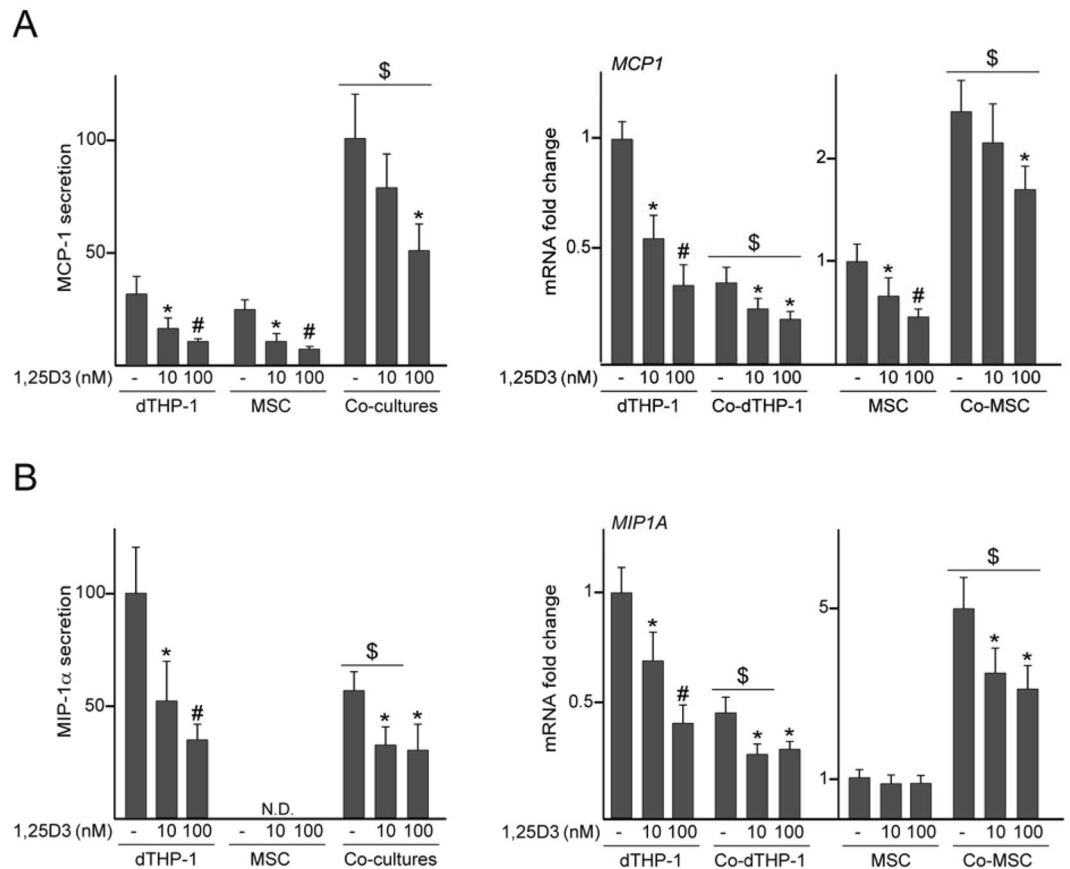 A
MCP-1 secretion
100
50
$
* # * # *
1,25D3 (nM) - 10 100 - 10 100 - 10 100
dTHP-1 MSC Co-cultures
MCP1
mRNA fold change
1
0.5
* # $ * *
2
1
* # $ *
1,25D3 (nM) - 10 100 - 10 100 - 10 100 - 10 100
dTHP-1 Co-dTHP-1 MSC Co-MSC
B
MIP-1α secretion
100
50
* # $ * *
N.D.
1,25D3 (nM) - 10 100 - 10 100 - 10 100
dTHP-1 MSC Co-cultures
MIP1A
mRNA fold change
1
0.5
* # $ * *
5
1
$ * *
1,25D3 (nM) - 10 100 - 10 100 - 10 100 - 10 100
dTHP-1 Co-dTHP-1 MSC Co-MSC